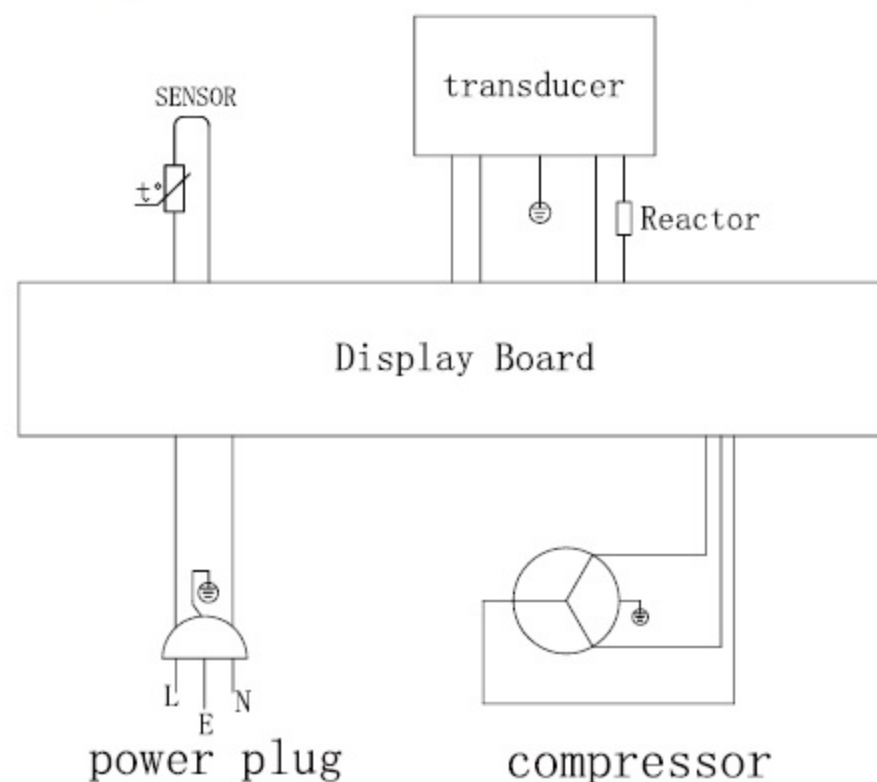 transducer
SENSOR
t°
Reactor
Display Board
L
N
E
power plug
compressor